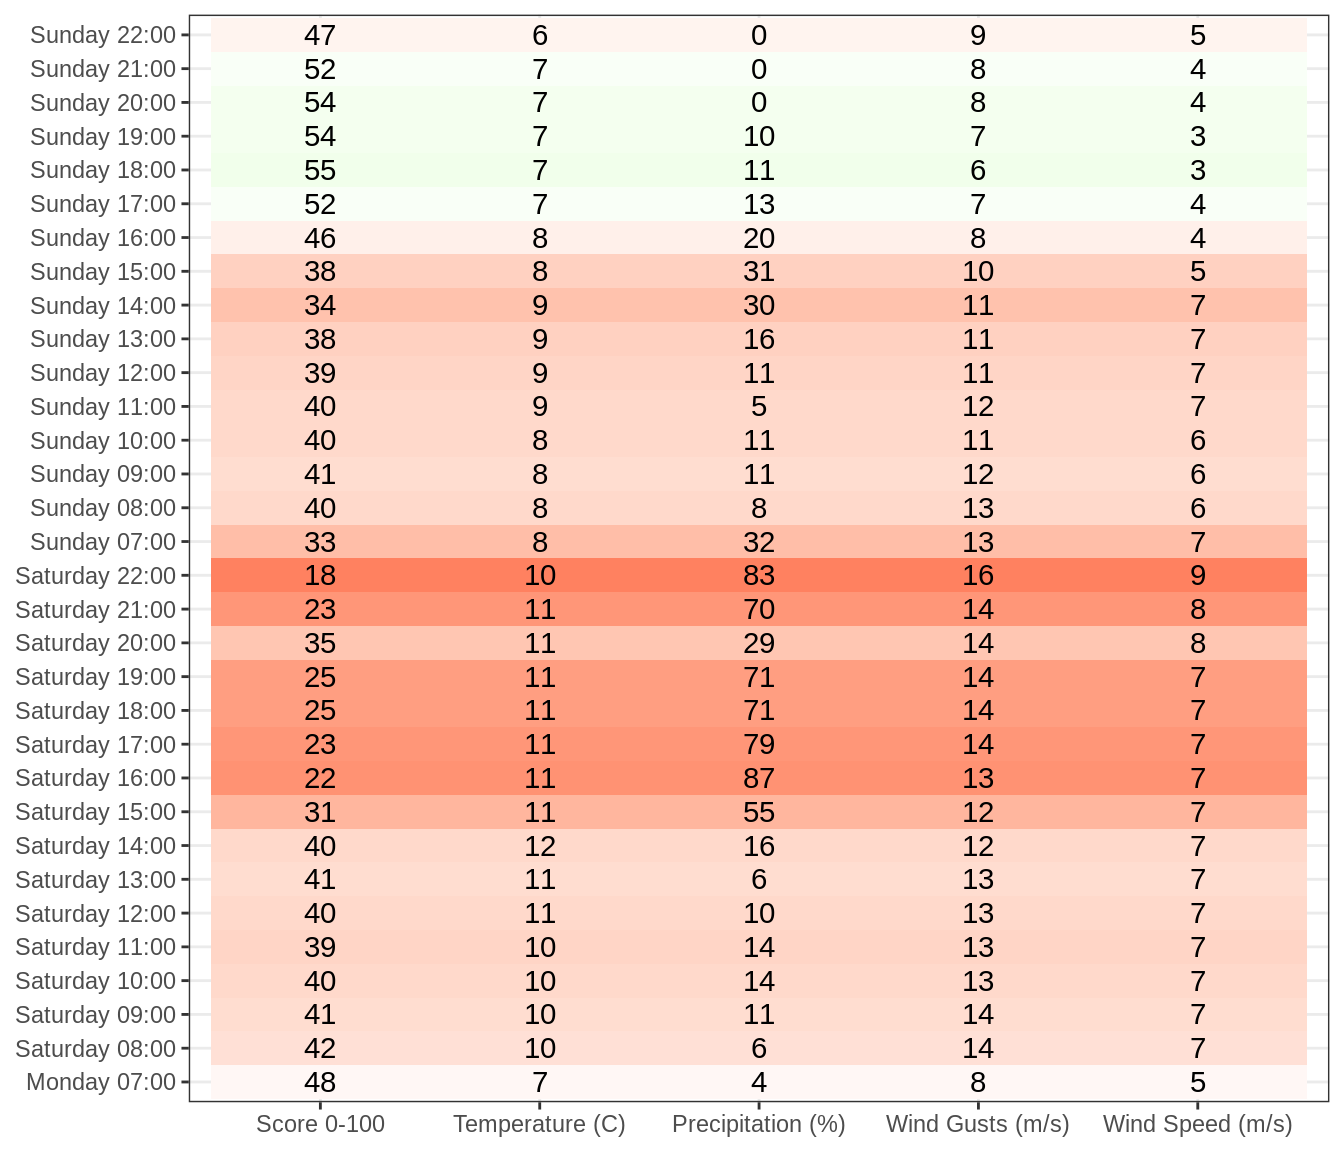 Sunday 22:00 47 6 0 9 5
Sunday 21:00 52 7 0 8 4
Sunday 20:00 54 7 0 8 4
Sunday 19:00 54 7 10 7 3
Sunday 18:00 55 7 11 6 3
Sunday 17:00 52 7 13 7 4
Sunday 16:00 46 8 20 8 4
Sunday 15:00 38 8 31 10 5
Sunday 14:00 34 9 30 11 7
Sunday 13:00 38 9 16 11 7
Sunday 12:00 39 9 11 11 7
Sunday 11:00 40 9 5 12 7
Sunday 10:00 40 8 11 11 6
Sunday 09:00 41 8 11 12 6
Sunday 08:00 40 8 8 13 6
Sunday 07:00 33 8 32 13 7
Saturday 22:00 18 10 83 16 9
Saturday 21:00 23 11 70 14 8
Saturday 20:00 35 11 29 14 8
Saturday 19:00 25 11 71 14 7
Saturday 18:00 25 11 71 14 7
Saturday 17:00 23 11 79 14 7
Saturday 16:00 22 11 87 13 7
Saturday 15:00 31 11 55 12 7
Saturday 14:00 40 12 16 12 7
Saturday 13:00 41 11 6 13 7
Saturday 12:00 40 11 10 13 7
Saturday 11:00 39 10 14 13 7
Saturday 10:00 40 10 14 13 7
Saturday 09:00 41 10 11 14 7
Saturday 08:00 42 10 6 14 7
Monday 07:00 48 7 4 8 5
Score 0-100 Temperature (C) Precipitation (%) Wind Gusts (m/s) Wind Speed (m/s)